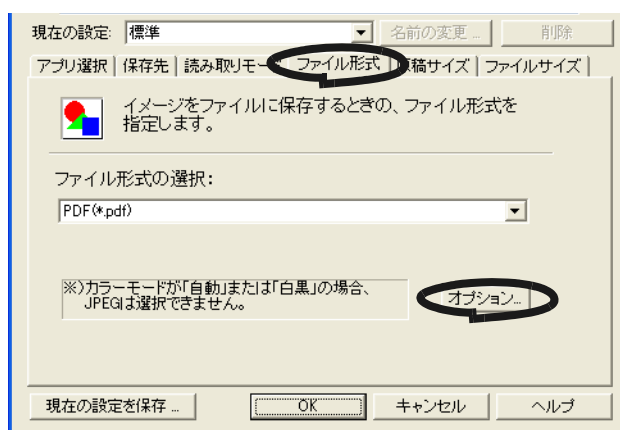 現在の設定: 標準 名前の変更... 削除
アプリ選択 保存先 読み取りモード ファイル形式 原稿サイズ ファイルサイズ
イメージをファイルに保存するときの、ファイル形式を
指定します。
ファイル形式の選択:
PDF(*.pdf)
※)カラーモードが「自動」または「白黒」の場合、
JPEGは選択できません。
オプション...
現在の設定を保存... OK キャンセル ヘルプ